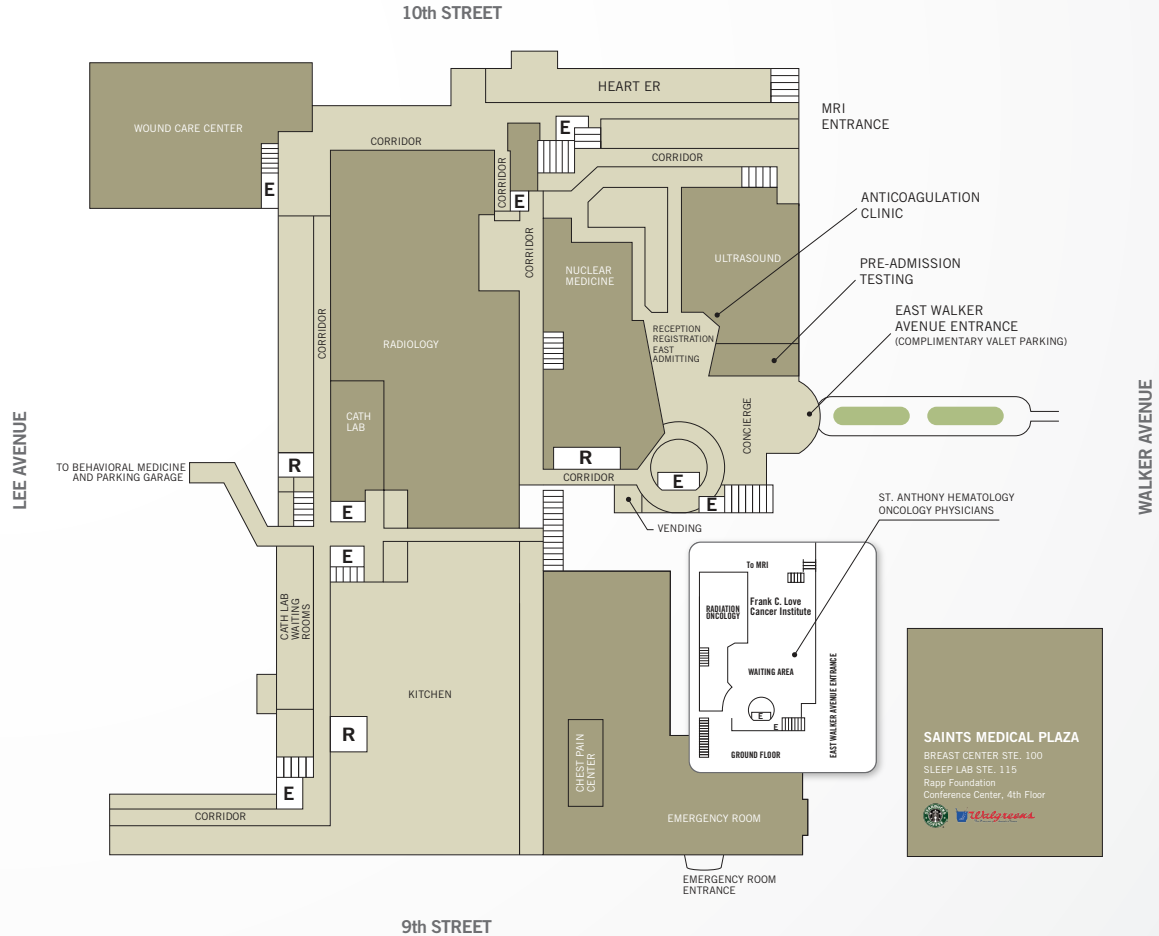 10th STREET
HEART ER
WOUND CARE CENTER
MRI
ENTRANCE
E
CORRIDOR
CORRIDOR
CORRIDOR
E
E
ANTICOAGULATION
CLINIC
CORRIDOR
NUCLEAR
MEDICINE
ULTRASOUND
PRE-ADMISSION
TESTING
EAST WALKER
AVENUE ENTRANCE
(COMPLIMENTARY VALET PARKING)
CORRIDOR
RADIOLOGY
RECEPTION
REGISTRATION
EAST
ADMITTING
CATH
LAB
CONCIERGE
LEE AVENUE
WALKER AVENUE
TO BEHAVIORAL MEDICINE
AND PARKING GARAGE
R
R
CORRIDOR
E
E
E
VENDING
ST. ANTHONY HEMATOLOGY
ONCOLOGY PHYSICIANS
E
CATH LAB
WAITING
ROOMS
To MRI
RADIATION
ONCOLOGY
Frank C. Love
Cancer Institute
WAITING AREA
EAST WALKER AVENUE ENTRANCE
E
E
GROUND FLOOR
KITCHEN
R
CHEST PAIN
CENTER
SAINTS MEDICAL PLAZA
BREAST CENTER STE. 100
SLEEP LAB STE. 115
Rapp Foundation
Conference Center, 4th Floor
Walgreens
E
CORRIDOR
EMERGENCY ROOM
EMERGENCY ROOM
ENTRANCE
9th STREET